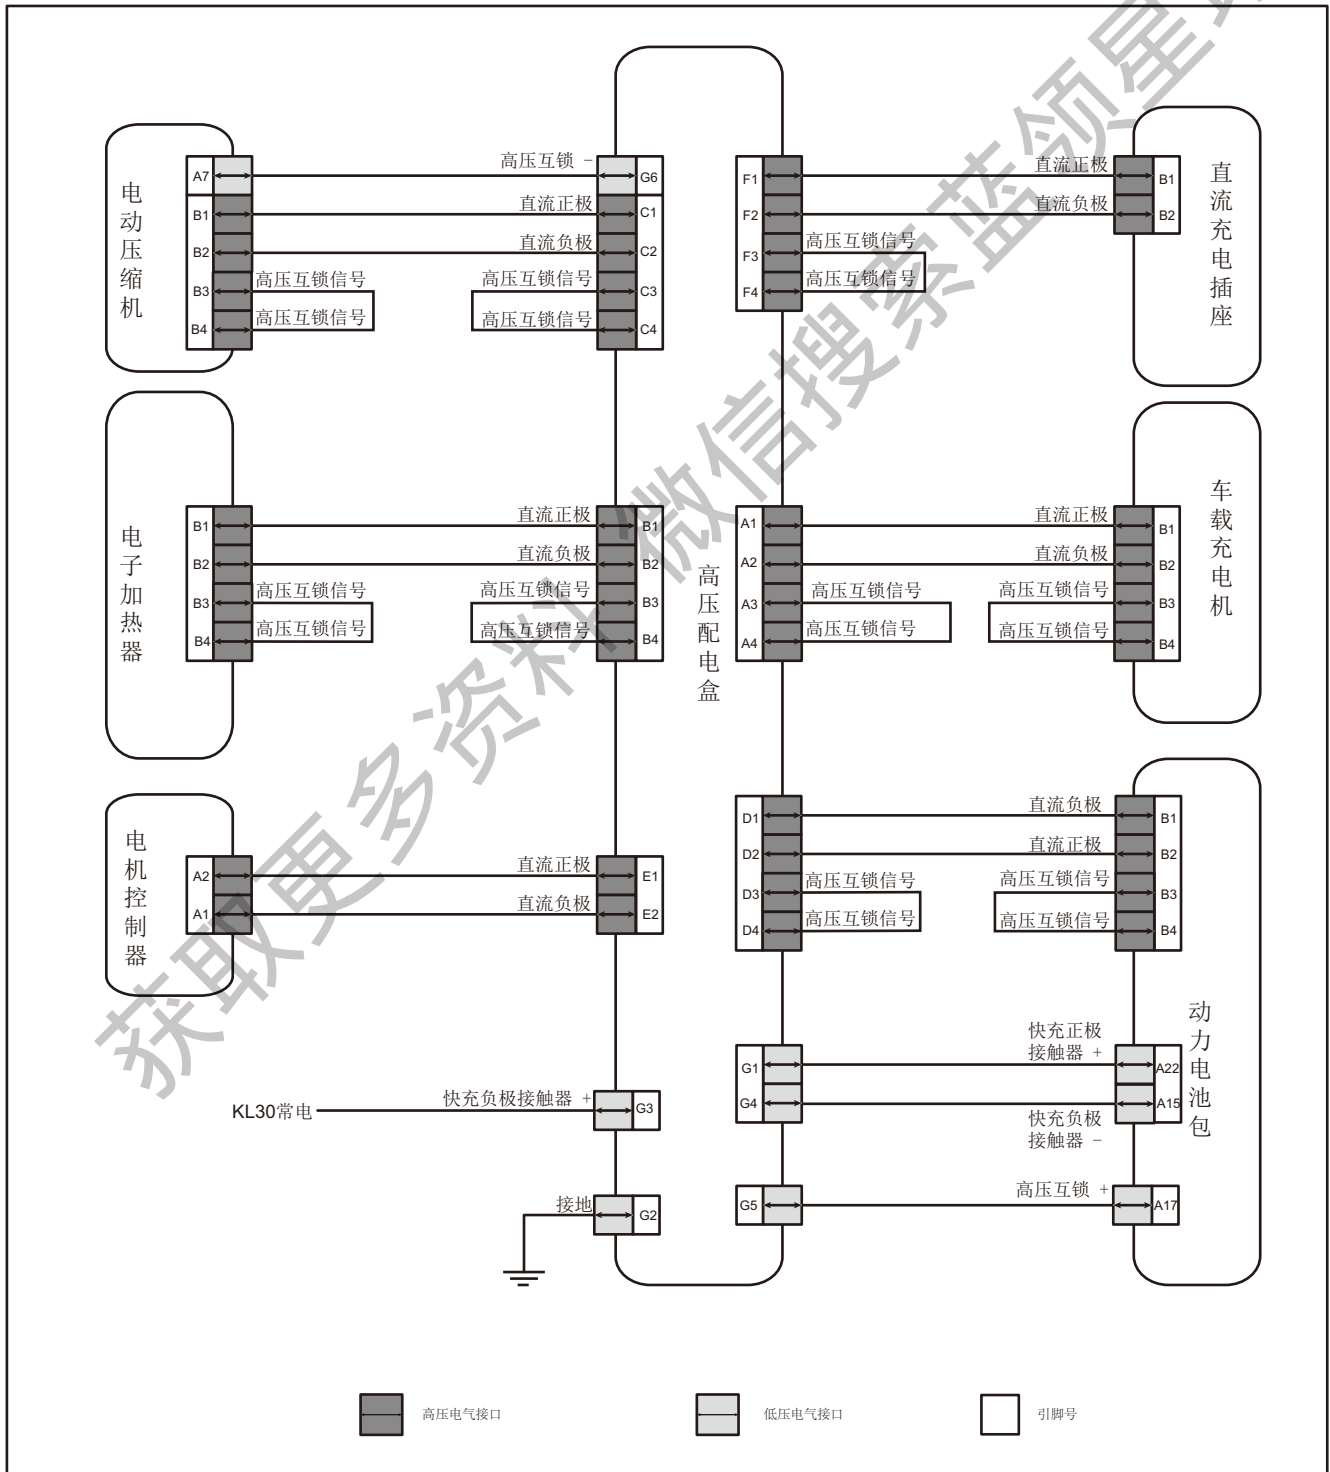 电动压缩机
A7
高压互锁 -
G6
B1
直流正极
C1
B2
直流负极
C2
B3
高压互锁信号
高压互锁信号
C3
B4
高压互锁信号
高压互锁信号
C4
F1
直流正极
B1
F2
直流负极
B2
F3
高压互锁信号
F4
高压互锁信号
直流充电插座
电子加热器
B1
直流正极
B1
B2
直流负极
B2
B3
高压互锁信号
高压互锁信号
B3
B4
高压互锁信号
高压互锁信号
B4
高压配电盒
A1
直流正极
B1
A2
直流负极
B2
A3
高压互锁信号
高压互锁信号
B3
A4
高压互锁信号
高压互锁信号
B4
车载充电机
电机控制器
A2
直流正极
E1
A1
直流负极
E2
D1
直流负极
B1
D2
直流正极
B2
D3
高压互锁信号
高压互锁信号
B3
D4
高压互锁信号
高压互锁信号
B4
动力电池包
G1
快充正极
接触器 +
A22
G4
快充负极
接触器 -
A15
KL30常电
快充负极接触器 +
G3
接地
G2
G5
高压互锁 +
A17
高压电气接口
低压电气接口
引脚号
获取更多资料 微信搜索蓝领星球